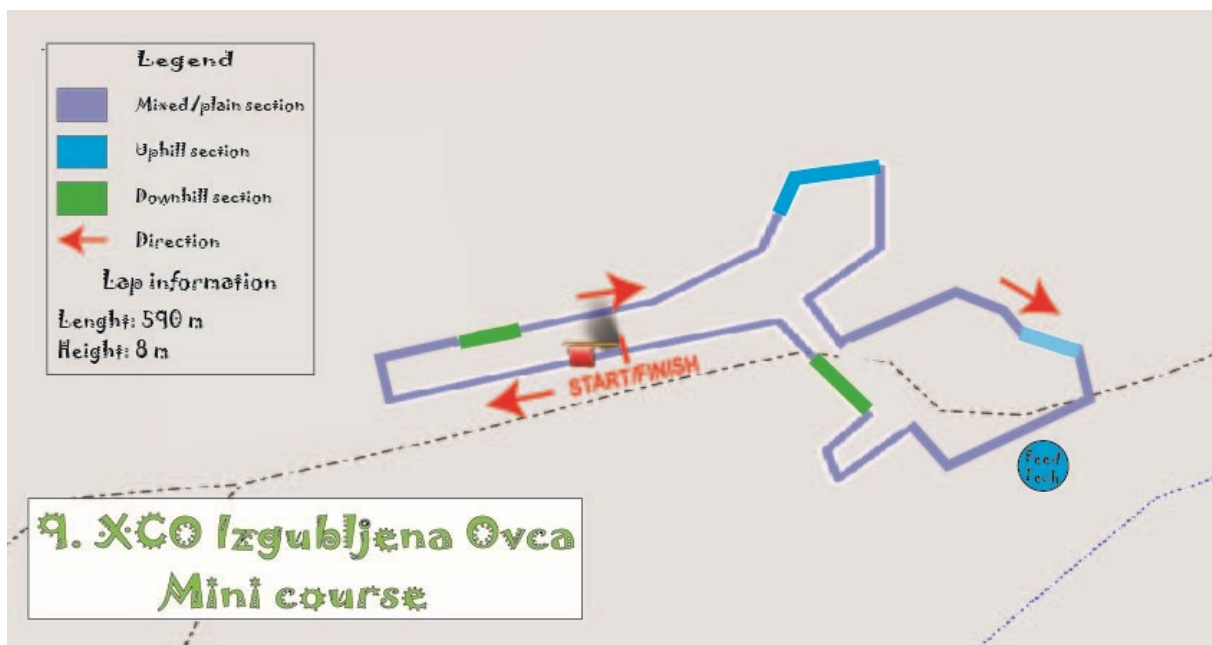 Legend
Mixed/plain section
Uphill section
Downhill section
Direction
Lap information
Lenght: 590 m
Height: 8 m
START/FINISH
Feed
Tech
9. XCO Izgubljena Ovca
Mini course